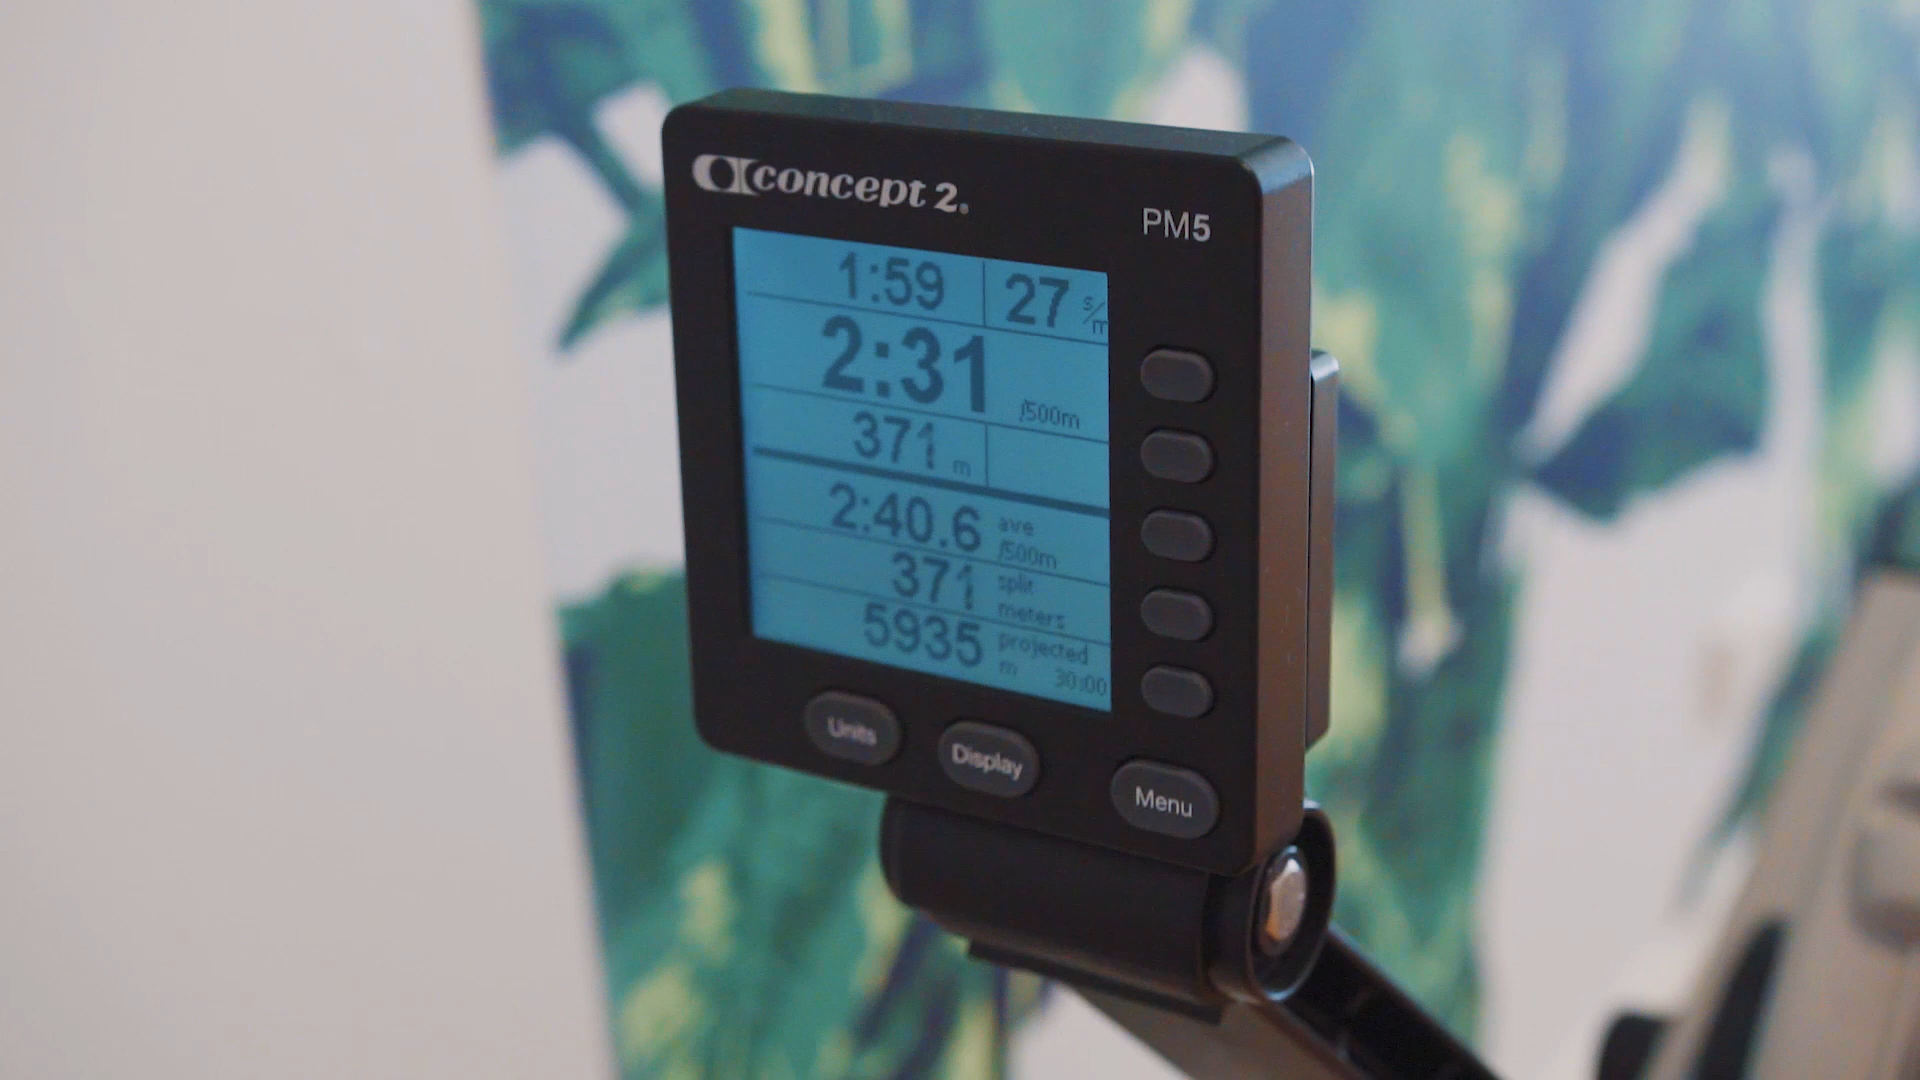 concept 2®
PM5
1:59 27 s/m
2:31 /500m
371 m
2:40.6 ave /500m
371 split meters
5935 projected m 30:00
Units Display Menu